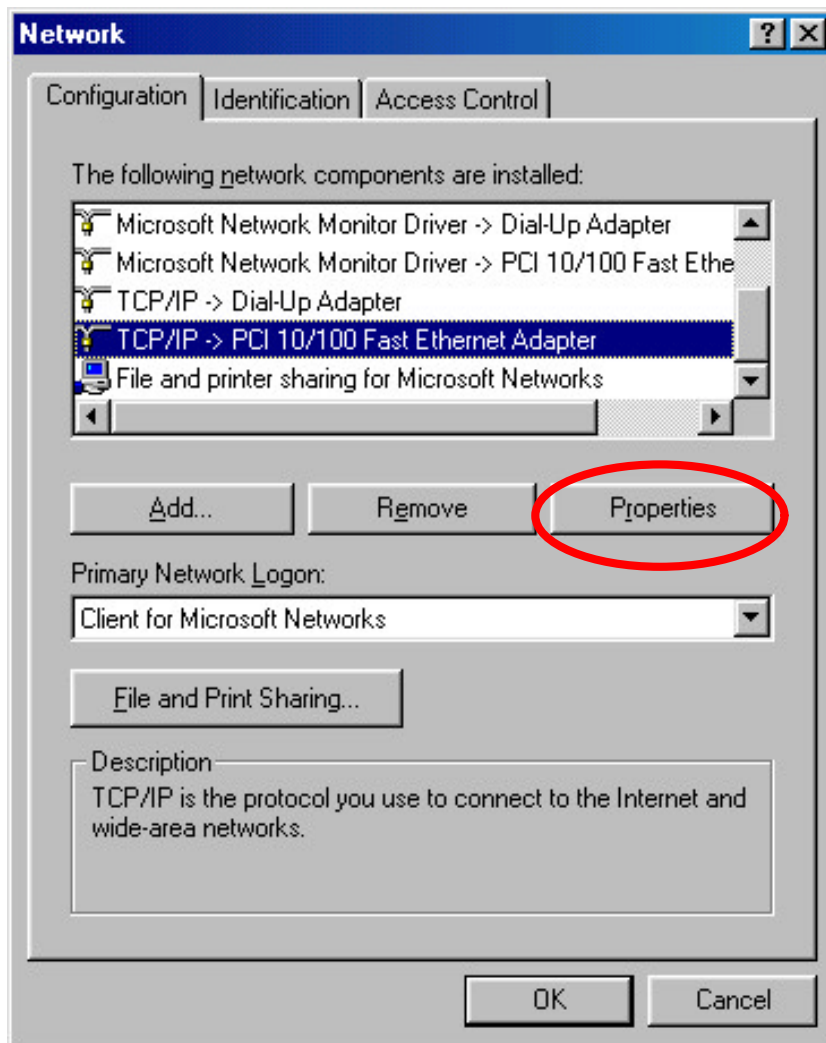 Network
Configuration Identification Access Control
The following network components are installed:
Microsoft Network Monitor Driver -> Dial-Up Adapter
Microsoft Network Monitor Driver -> PCI 10/100 Fast Ethe
TCP/IP -> Dial-Up Adapter
TCP/IP -> PCI 10/100 Fast Ethernet Adapter
File and printer sharing for Microsoft Networks
Add... Remove Properties
Primary Network Logon:
Client for Microsoft Networks
File and Print Sharing...
Description
TCP/IP is the protocol you use to connect to the Internet and
wide-area networks.
OK Cancel